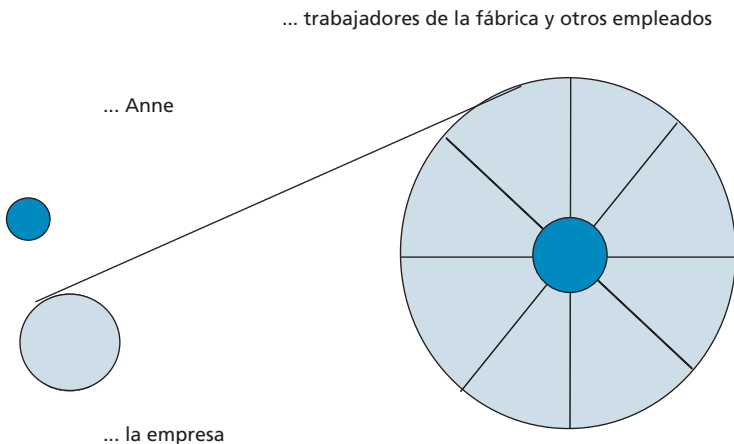 ... trabajadores de la fábrica y otros empleados
... Anne
... la empresa